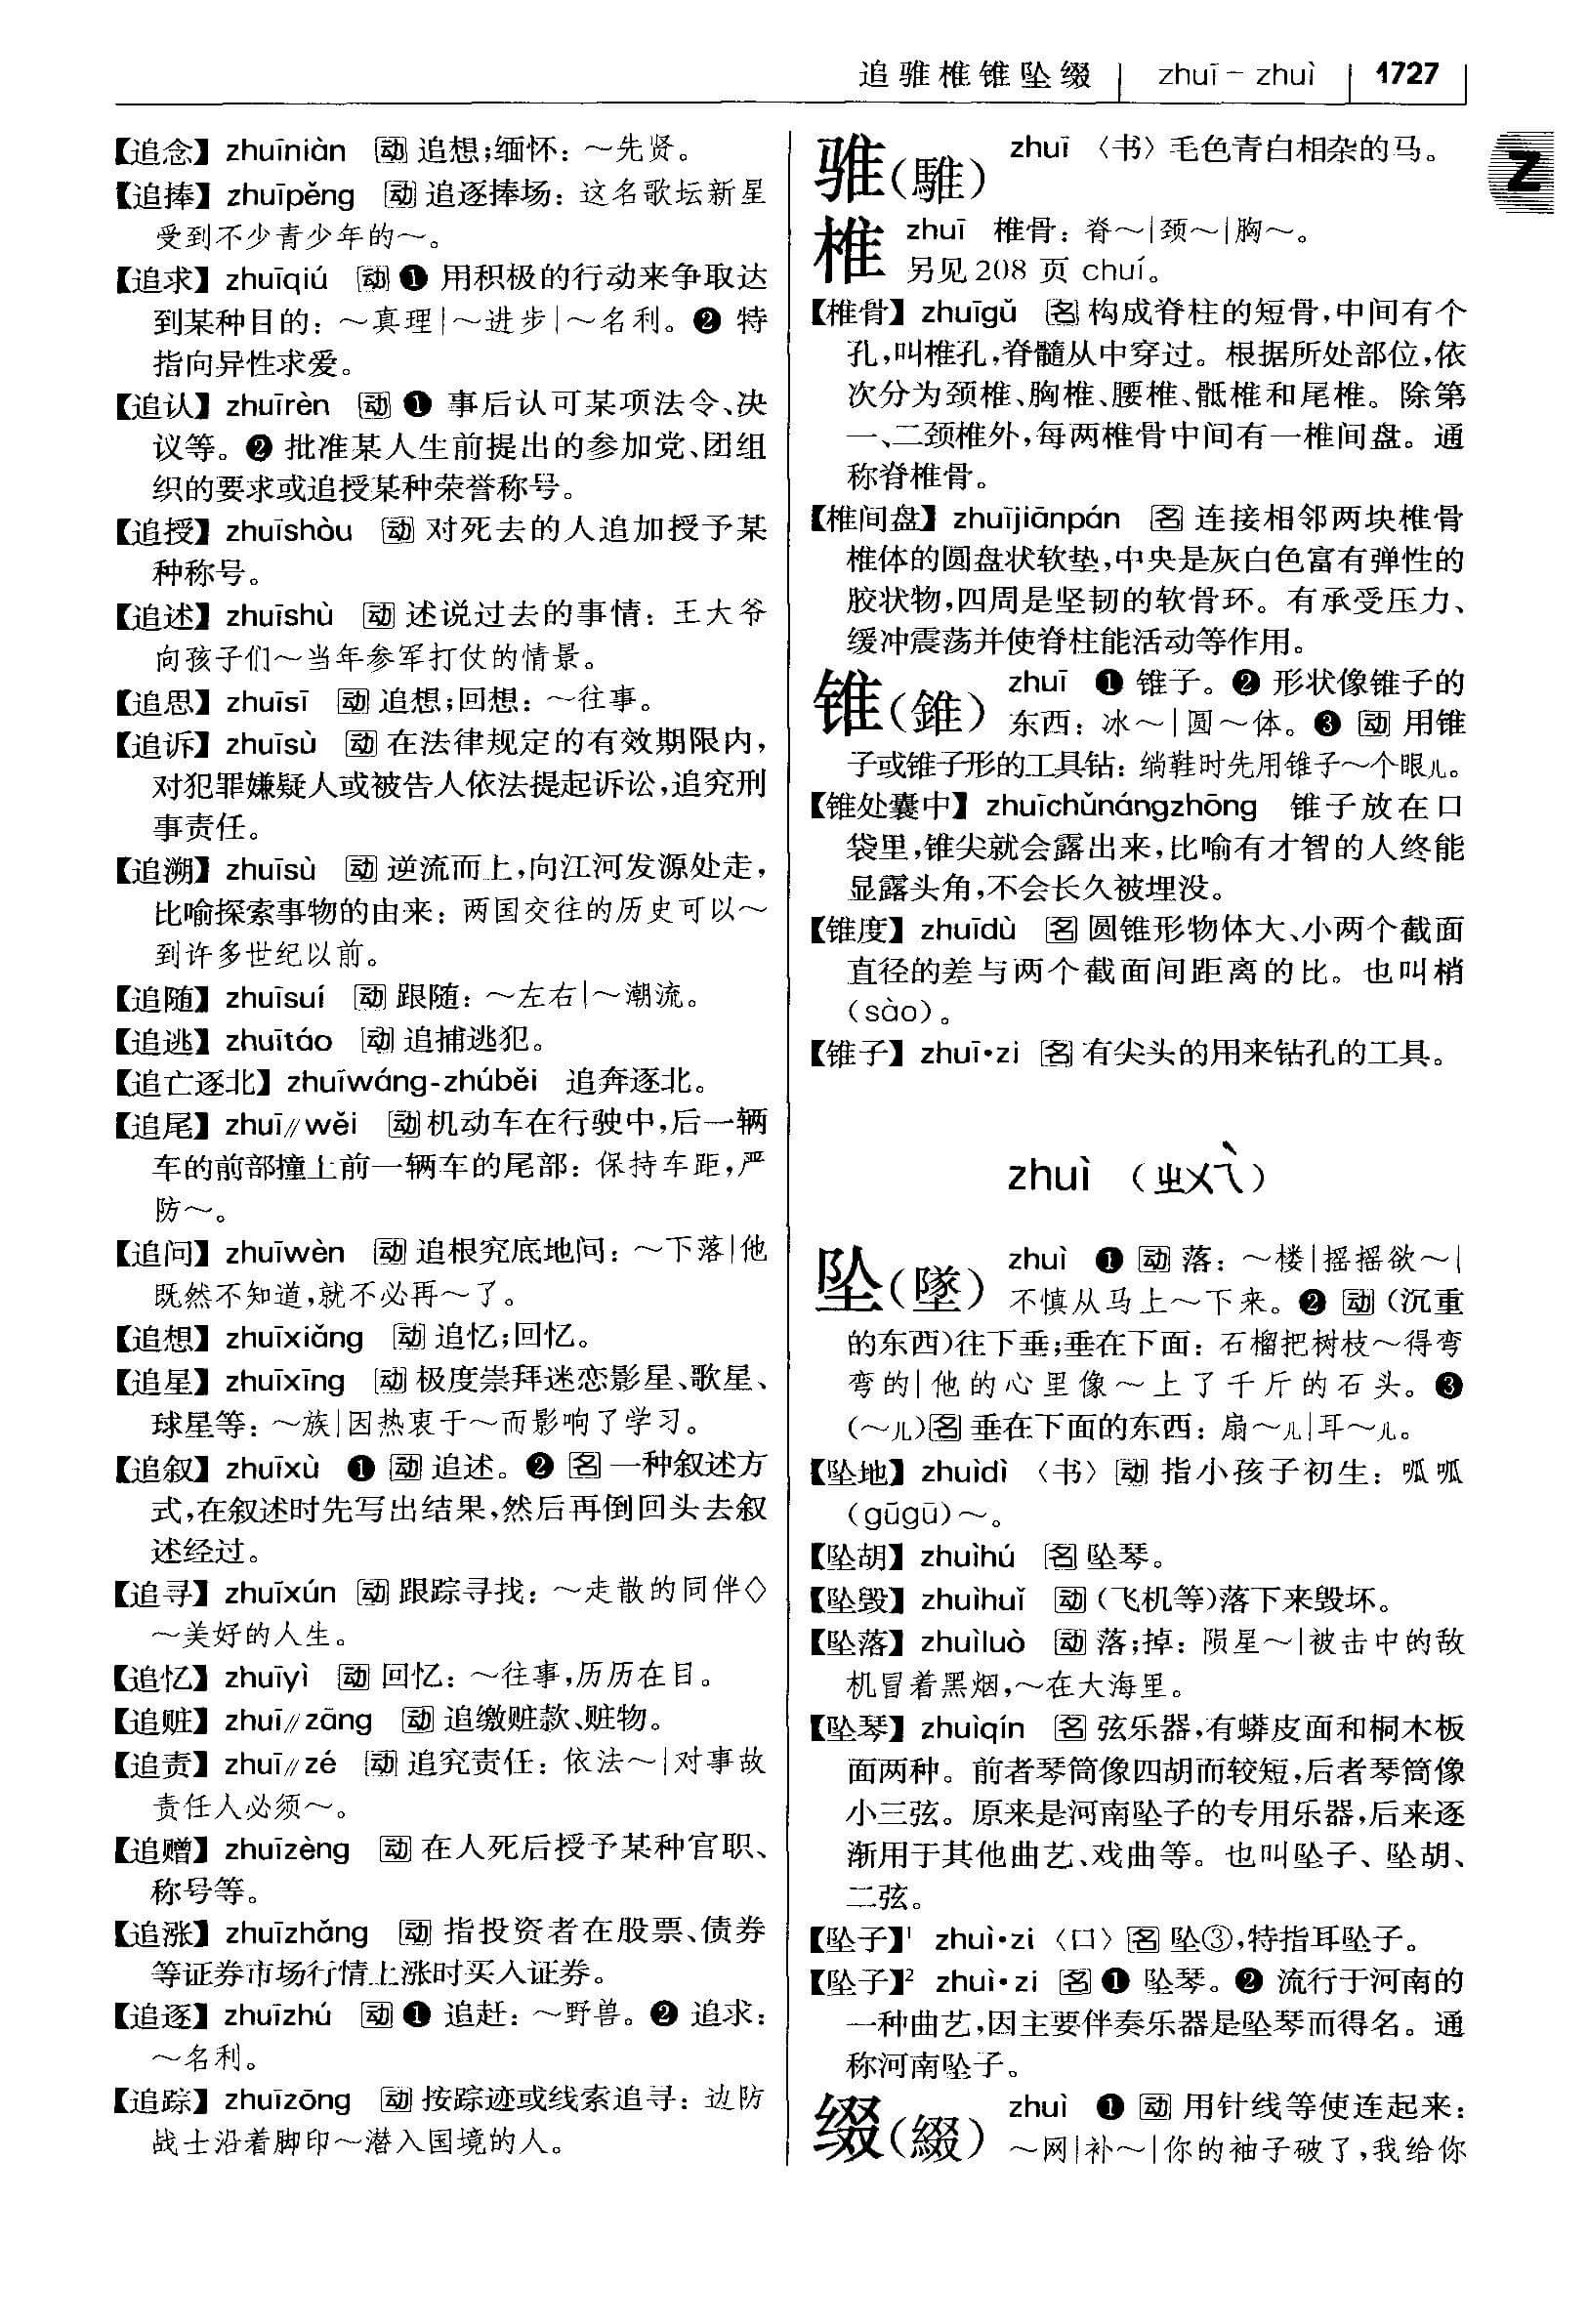 追骓椎锥坠缀 | zhuī－zhuì | 1727
Z
【追念】 zhuīniàn 动 追想;缅怀：～先贤。
【追捧】 zhuīpěng 动 追逐捧场：这名歌坛新星
受到不少青少年的～。
【追求】 zhuīqiú 动 ❶ 用积极的行动来争取达
到某种目的：～真理|～进步|～名利。❷ 特
指向异性求爱。
【追认】 zhuīrèn 动 ❶ 事后认可某项法令、决
议等。❷ 批准某人生前提出的参加党、团组
织的要求或追授某种荣誉称号。
【追授】 zhuīshòu 动 对死去的人追加授予某
种称号。
【追述】 zhuīshù 动 述说过去的事情：王大爷
向孩子们～当年参军打仗的情景。
【追思】 zhuīsī 动 追想;回想：～往事。
【追诉】 zhuīsù 动 在法律规定的有效期限内,
对犯罪嫌疑人或被告人依法提起诉讼,追究刑
事责任。
【追溯】 zhuīsù 动 逆流而上,向江河发源处走,
比喻探索事物的由来：两国交往的历史可以～
到许多世纪以前。
【追随】 zhuīsuí 动 跟随：～左右|～潮流。
【追逃】 zhuītáo 动 追捕逃犯。
【追亡逐北】 zhuīwáng-zhúběi 追奔逐北。
【追尾】 zhuī∥wěi 动 机动车在行驶中,后一辆
车的前部撞上前一辆车的尾部：保持车距,严
防～。
【追问】 zhuīwèn 动 追根究底地问：～下落|他
既然不知道,就不必再～了。
【追想】 zhuīxiǎng 动 追忆;回忆。
【追星】 zhuīxīng 动 极度崇拜迷恋影星、歌星、
球星等：～族|因热衷于～而影响了学习。
【追叙】 zhuīxù ❶ 动 追述。❷ 名 一种叙述方
式,在叙述时先写出结果,然后再倒回头去叙
述经过。
【追寻】 zhuīxún 动 跟踪寻找：～走散的同伴◇
～美好的人生。
【追忆】 zhuīyì 动 回忆：～往事,历历在目。
【追赃】 zhuī∥zāng 动 追缴赃款、赃物。
【追责】 zhuī∥zé 动 追究责任：依法～|对事故
责任人必须～。
【追赠】 zhuīzèng 动 在人死后授予某种官职、
称号等。
【追涨】 zhuīzhǎng 动 指投资者在股票、债券
等证券市场行情上涨时买入证券。
【追逐】 zhuīzhú 动 ❶ 追赶：～野兽。❷ 追求：
～名利。
【追踪】 zhuīzōng 动 按踪迹或线索追寻：边防
战士沿着脚印～潜入国境的人。
骓(騅) zhuī 〈书〉毛色青白相杂的马。
椎 zhuī 椎骨：脊～|颈～|胸～。
另见208 页 chuí。
【椎骨】 zhuīgǔ 名 构成脊柱的短骨,中间有个
孔,叫椎孔,脊髓从中穿过。根据所处部位,依
次分为颈椎、胸椎、腰椎、骶椎和尾椎。除第
一、二颈椎外,每两椎骨中间有一椎间盘。通
称脊椎骨。
【椎间盘】 zhuījiānpán 名 连接相邻两块椎骨
椎体的圆盘状软垫,中央是灰白色富有弹性的
胶状物,四周是坚韧的软骨环。有承受压力、
缓冲震荡并使脊柱能活动等作用。
锥(錐) zhuī ❶ 锥子。❷ 形状像锥子的
东西：冰～|圆～体。❸ 动 用锥
子或锥子形的工具钻：绱鞋时先用锥子～个眼儿。
【锥处囊中】 zhuīchǔnángzhōng 锥子放在口
袋里,锥尖就会露出来,比喻有才智的人终能
显露头角,不会长久被埋没。
【锥度】 zhuīdù 名 圆锥形物体大、小两个截面
直径的差与两个截面间距离的比。也叫梢
(sào)。
【锥子】 zhuī•zi 名 有尖头的用来钻孔的工具。
zhuì （ㄓㄨㄟˋ）
坠(墜) zhuì ❶ 动 落：～楼|摇摇欲～|
不慎从马上～下来。❷ 动 (沉重
的东西)往下垂;垂在下面：石榴把树枝～得弯
弯的|他的心里像～上了千斤的石头。❸
(～儿)名 垂在下面的东西：扇～儿|耳～儿。
【坠地】 zhuìdì 〈书〉动 指小孩子初生：呱呱
(gūgū)～。
【坠胡】 zhuìhú 名 坠琴。
【坠毁】 zhuìhuǐ 动 (飞机等)落下来毁坏。
【坠落】 zhuìluò 动 落;掉：陨星～|被击中的敌
机冒着黑烟,～在大海里。
【坠琴】 zhuìqín 名 弦乐器,有蟒皮面和桐木板
面两种。前者琴筒像四胡而较短,后者琴筒像
小三弦。原来是河南坠子的专用乐器,后来逐
渐用于其他曲艺、戏曲等。也叫坠子、坠胡、
二弦。
【坠子】¹ zhuì•zi 〈口〉名 坠③,特指耳坠子。
【坠子】² zhuì•zi 名 ❶ 坠琴。❷ 流行于河南的
一种曲艺,因主要伴奏乐器是坠琴而得名。通
称河南坠子。
缀(綴) zhuì ❶ 动 用针线等使连起来：
～网|补～|你的袖子破了,我给你